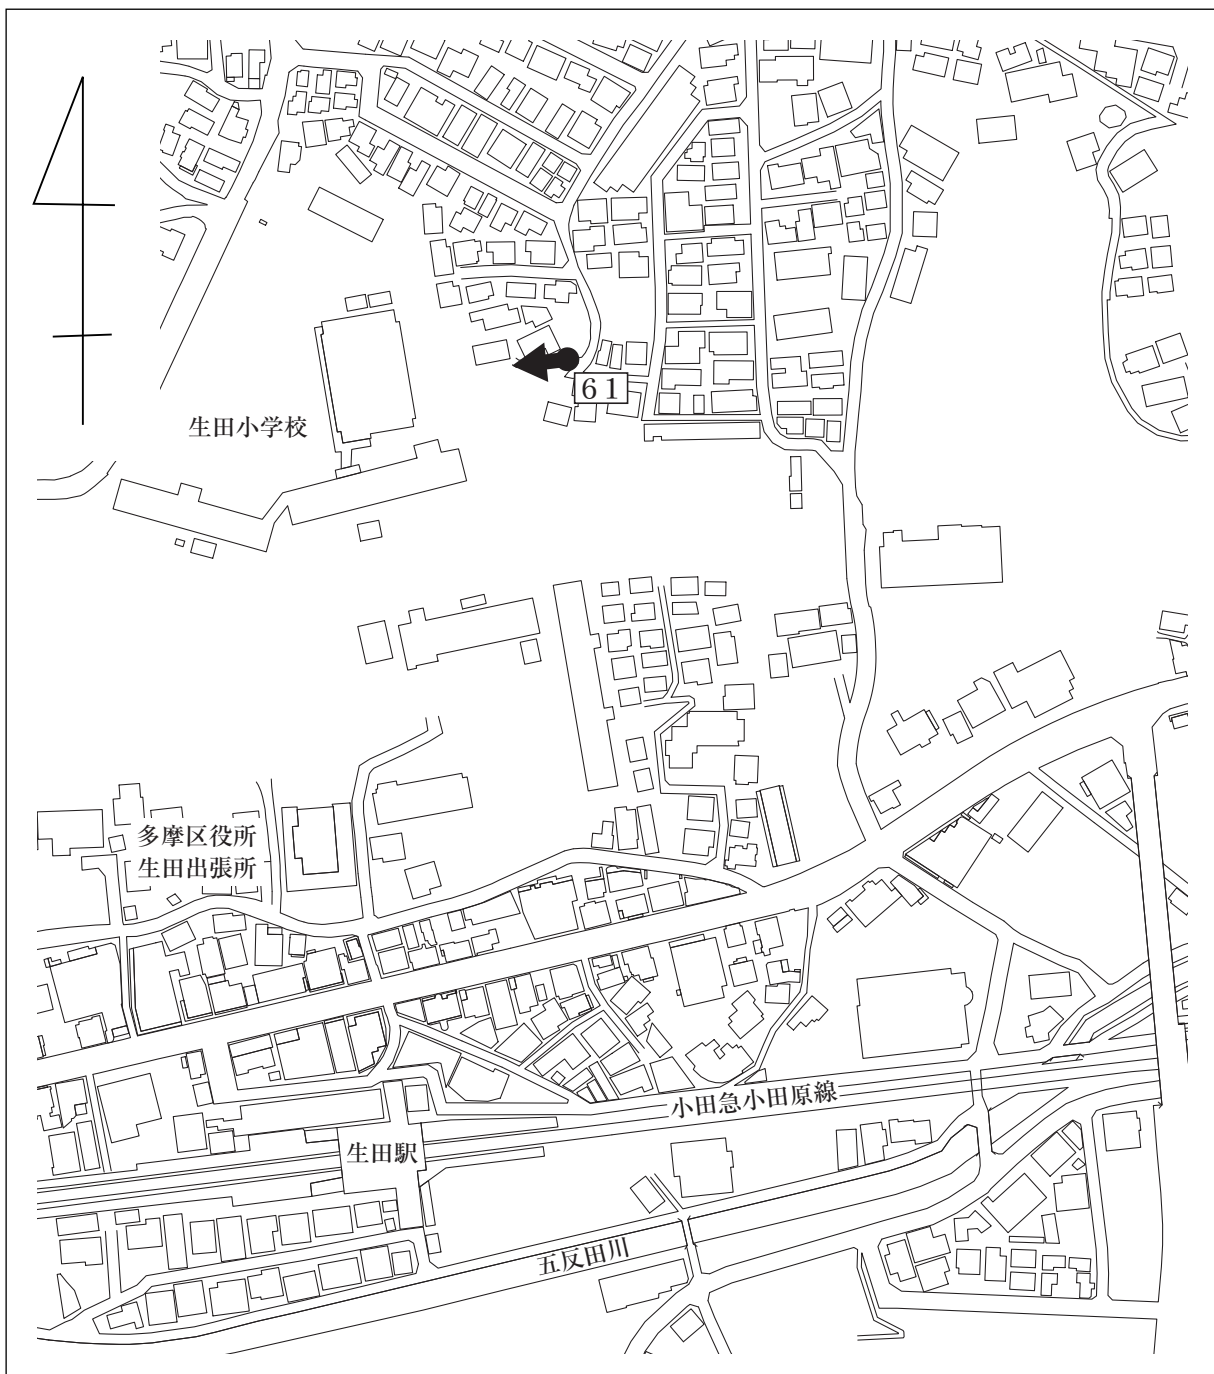 61
生田小学校
多摩区役所
生田出張所
小田急小田原線
生田駅
五反田川